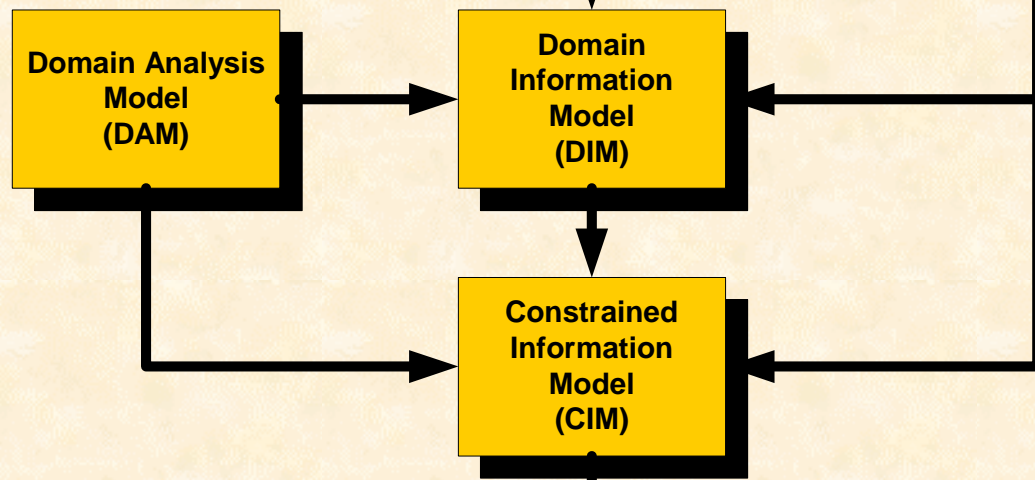 Domain Analysis
Model
(DAM)
Domain
Information
Model
(DIM)
Constrained
Information
Model
(CIM)